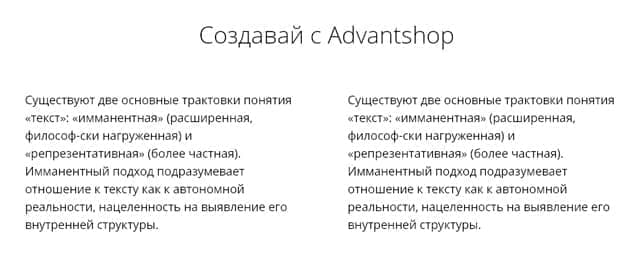 Создавай с Advantshop
Существуют две основные трактовки понятия
«текст»: «имманентная» (расширенная,
философ-ски нагруженная) и
«репрезентативная» (более частная).
Имманентный подход подразумевает
отношение к тексту как к автономной
реальности, нацеленность на выявление его
внутренней структуры.
Существуют две основные трактовки понятия
«текст»: «имманентная» (расширенная,
философ-ски нагруженная) и
«репрезентативная» (более частная).
Имманентный подход подразумевает
отношение к тексту как к автономной
реальности, нацеленность на выявление его
внутренней структуры.